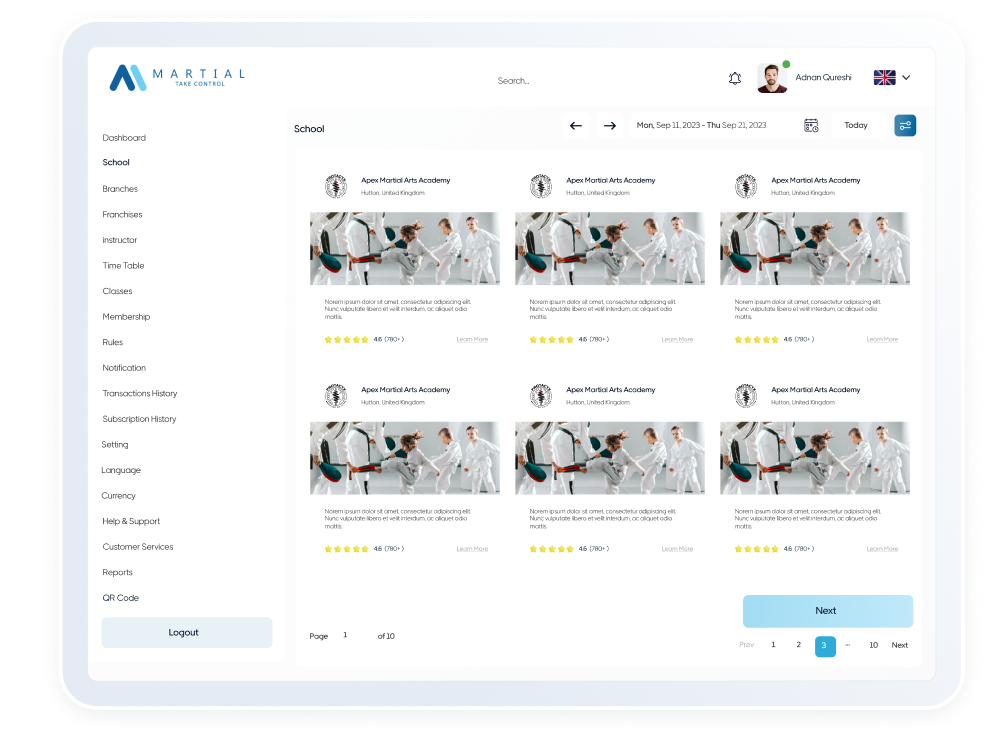 MARTIAL
TAKE CONTROL
Search...
Adnan Qureshi
Dashboard
School
Branches
Franchises
instructor
Time Table
Classes
Membership
Rules
Notification
Transactions History
Subscription History
Setting
Language
Currency
Help & Support
Customer Services
Reports
QR Code
Logout
School
Mon, Sep 11, 2023 - Thu Sep 21, 2023
Today
Apex Martial Arts Academy
Hutton, United Kingdom
Norem ipsum dolor sit amet, consectetur adipiscing elit.
Nunc vulputate libero et velit interdum, ac aliquet odio
mattis.
4.6 (780+)
Learn More
Apex Martial Arts Academy
Hutton, United Kingdom
Norem ipsum dolor sit amet, consectetur adipiscing elit.
Nunc vulputate libero et velit interdum, ac aliquet odio
mattis.
4.6 (780+)
Learn More
Apex Martial Arts Academy
Hutton, United Kingdom
Norem ipsum dolor sit amet, consectetur adipiscing elit.
Nunc vulputate libero et velit interdum, ac aliquet odio
mattis.
4.6 (780+)
Learn More
Apex Martial Arts Academy
Hutton, United Kingdom
Norem ipsum dolor sit amet, consectetur adipiscing elit.
Nunc vulputate libero et velit interdum, ac aliquet odio
mattis.
4.6 (780+)
Learn More
Apex Martial Arts Academy
Hutton, United Kingdom
Norem ipsum dolor sit amet, consectetur adipiscing elit.
Nunc vulputate libero et velit interdum, ac aliquet odio
mattis.
4.6 (780+)
Learn More
Apex Martial Arts Academy
Hutton, United Kingdom
Norem ipsum dolor sit amet, consectetur adipiscing elit.
Nunc vulputate libero et velit interdum, ac aliquet odio
mattis.
4.6 (780+)
Learn More
Next
Page 1 of 10
Prev 1 2 3 ... 10 Next